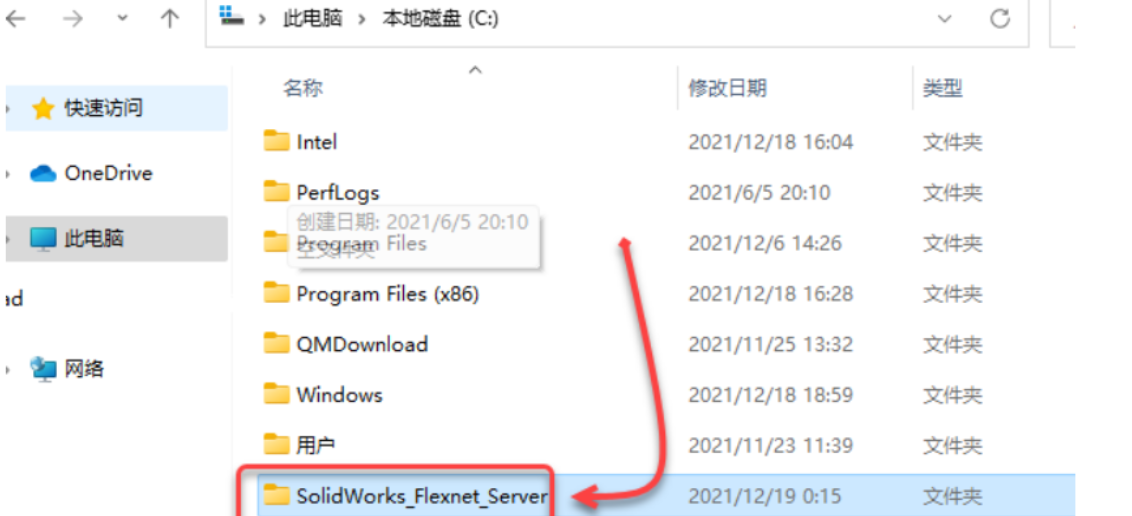 此电脑 › 本地磁盘 (C:)
名称 修改日期 类型
快速访问
Intel 2021/12/18 16:04 文件夹
OneDrive
PerfLogs 2021/6/5 20:10 文件夹
创建日期: 2021/6/5 20:10
空文件夹
此电脑
Program Files 2021/12/6 14:26 文件夹
ad
Program Files (x86) 2021/12/18 16:28 文件夹
QMDownload 2021/11/25 13:32 文件夹
网络
Windows 2021/12/18 18:59 文件夹
用户 2021/11/23 11:39 文件夹
SolidWorks_Flexnet_Server 2021/12/19 0:15 文件夹